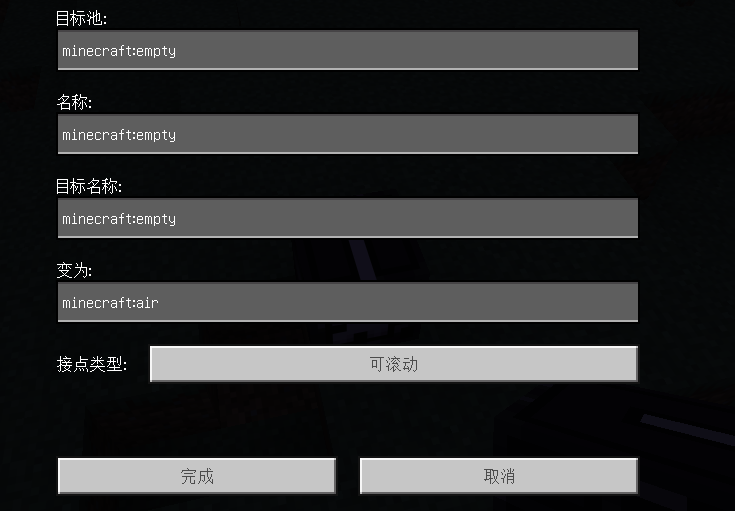 目标池:
minecraft:empty
名称:
minecraft:empty
目标名称:
minecraft:empty
变为:
minecraft:air
接点类型: 可滚动
完成 取消